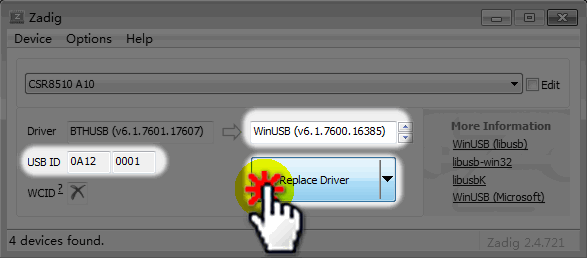 Zadig
Device Options Help
CSR8510 A10
Edit
Driver BTHUSB (v6.1.7601.17607) WinUSB (v6.1.7600.16385)
USB ID 0A12 0001
WCID ?
Replace Driver
More Information
WinUSB (libusb)
libusb-win32
libusbK
WinUSB (Microsoft)
4 devices found.
Zadig 2.4.721